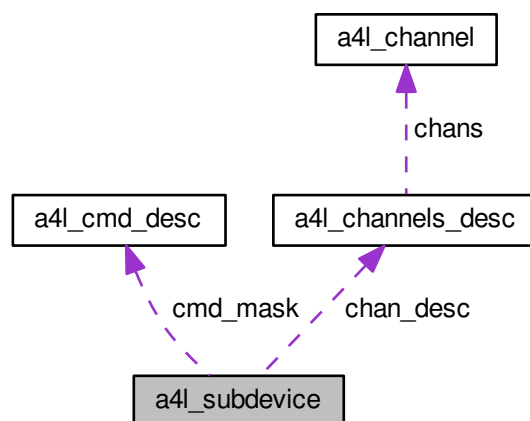 a4l_channel
chans
a4l_cmd_desc
a4l_channels_desc
cmd_mask
chan_desc
a4l_subdevice